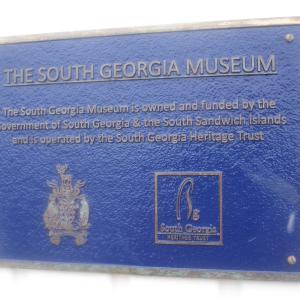 THE SOUTH GEORGIA MUSEUM
The South Georgia Museum is owned and funded by the
Government of South Georgia & the South Sandwich Islands
and is operated by the South Georgia Heritage Trust
South Georgia
HERITAGE TRUST